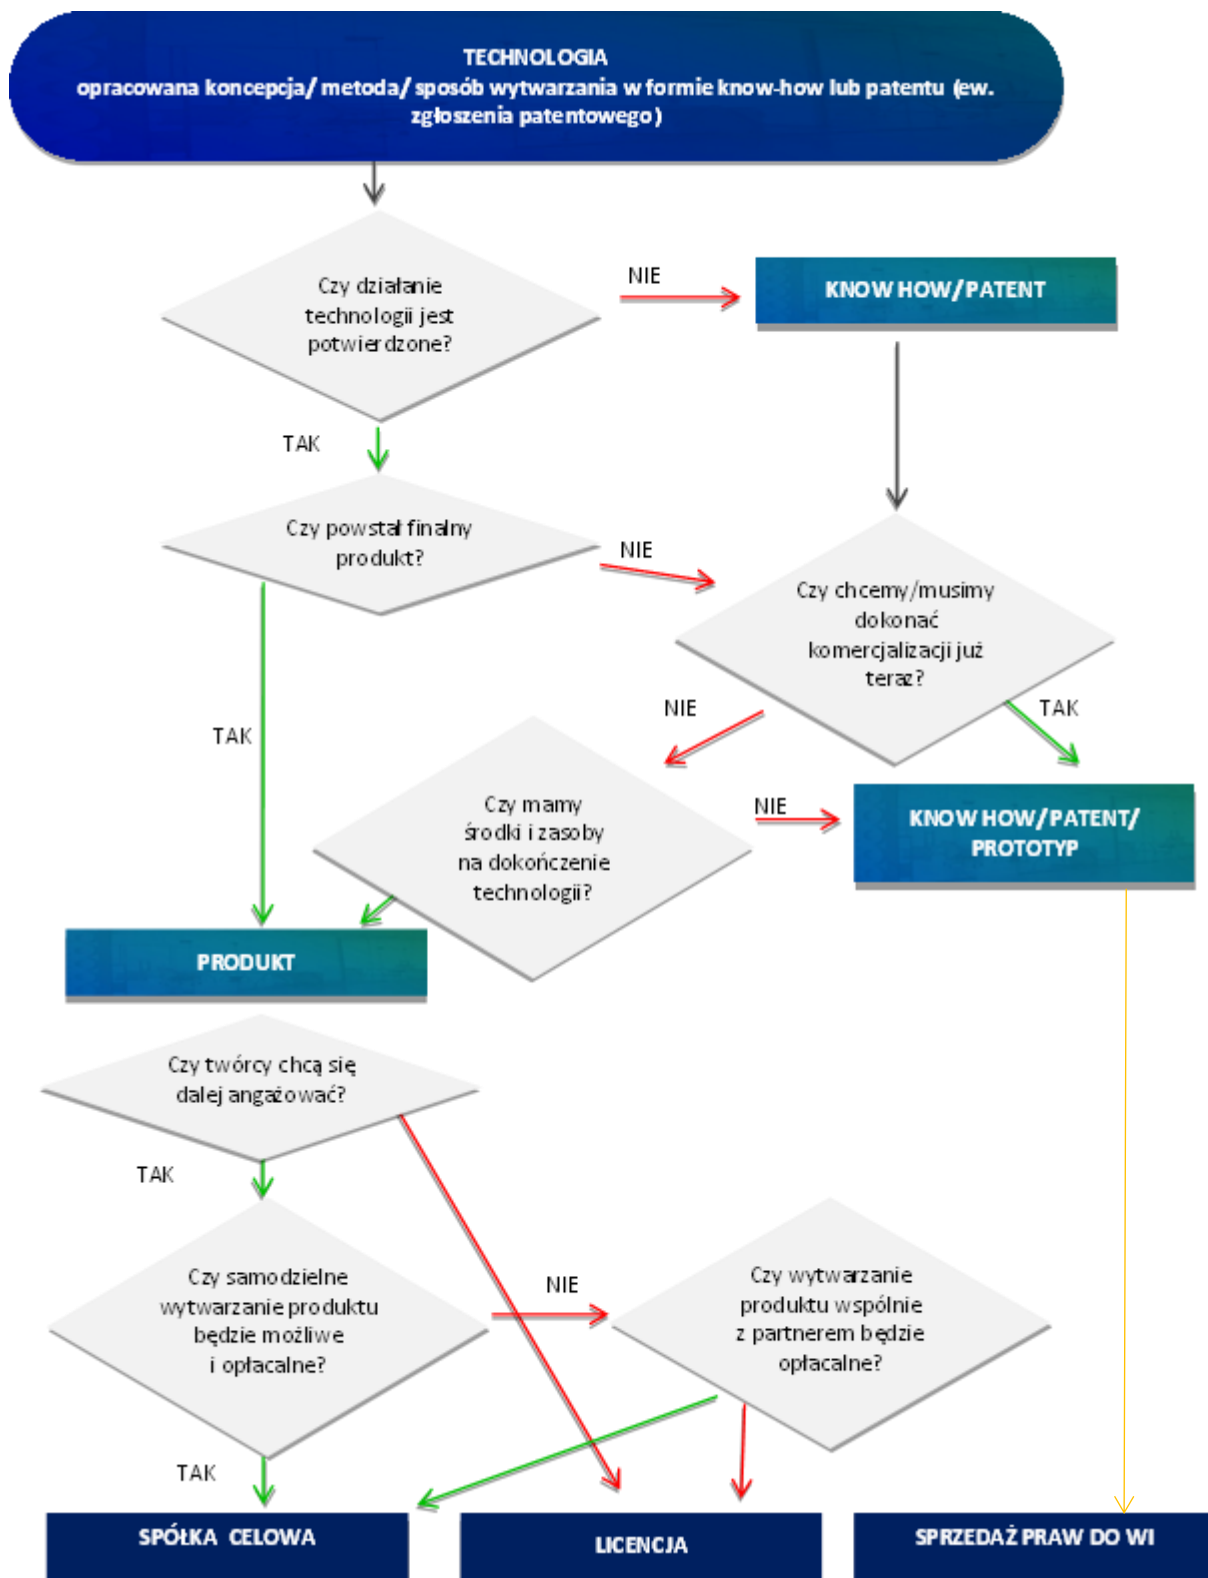 TECHNOLOGIA
opracowana koncepcja/ metoda/ sposób wytwarzania w formie know-how lub patentu (ew.
zgłoszenia patentowego)
Czy działanie
technologii jest
potwierdzone?
NIE
KNOW HOW/PATENT
TAK
Czy powstał finalny
produkt?
NIE
Czy chcemy/musimy
dokonać
komercjalizacji już
teraz?
NIE
TAK
TAK
Czy mamy
środki i zasoby
na dokończenie
technologii?
NIE
KNOW HOW/PATENT/
PROTOTYP
PRODUKT
Czy twórcy chcą się
dalej angażować?
TAK
Czy samodzielne
wytwarzanie produktu
będzie możliwe
i opłacalne?
NIE
Czy wytwarzanie
produktu wspólnie
z partnerem będzie
opłacalne?
TAK
SPÓŁKA CELOWA
LICENCJA
SPRZEDAŻ PRAW DO WI